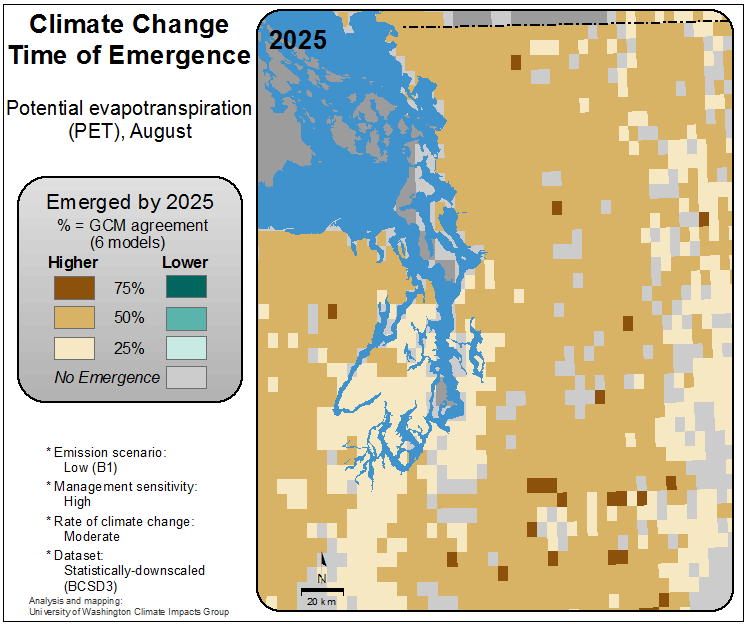 Climate Change
Time of Emergence
Potential evapotranspiration
(PET), August
Emerged by 2025
% = GCM agreement
(6 models)
Higher Lower
75%
50%
25%
No Emergence
* Emission scenario:
Low (B1)
* Management sensitivity:
High
* Rate of climate change:
Moderate
* Dataset:
Statistically-downscaled
(BCSD3)
Analysis and mapping:
University of Washington Climate Impacts Group
2025
N
20 km